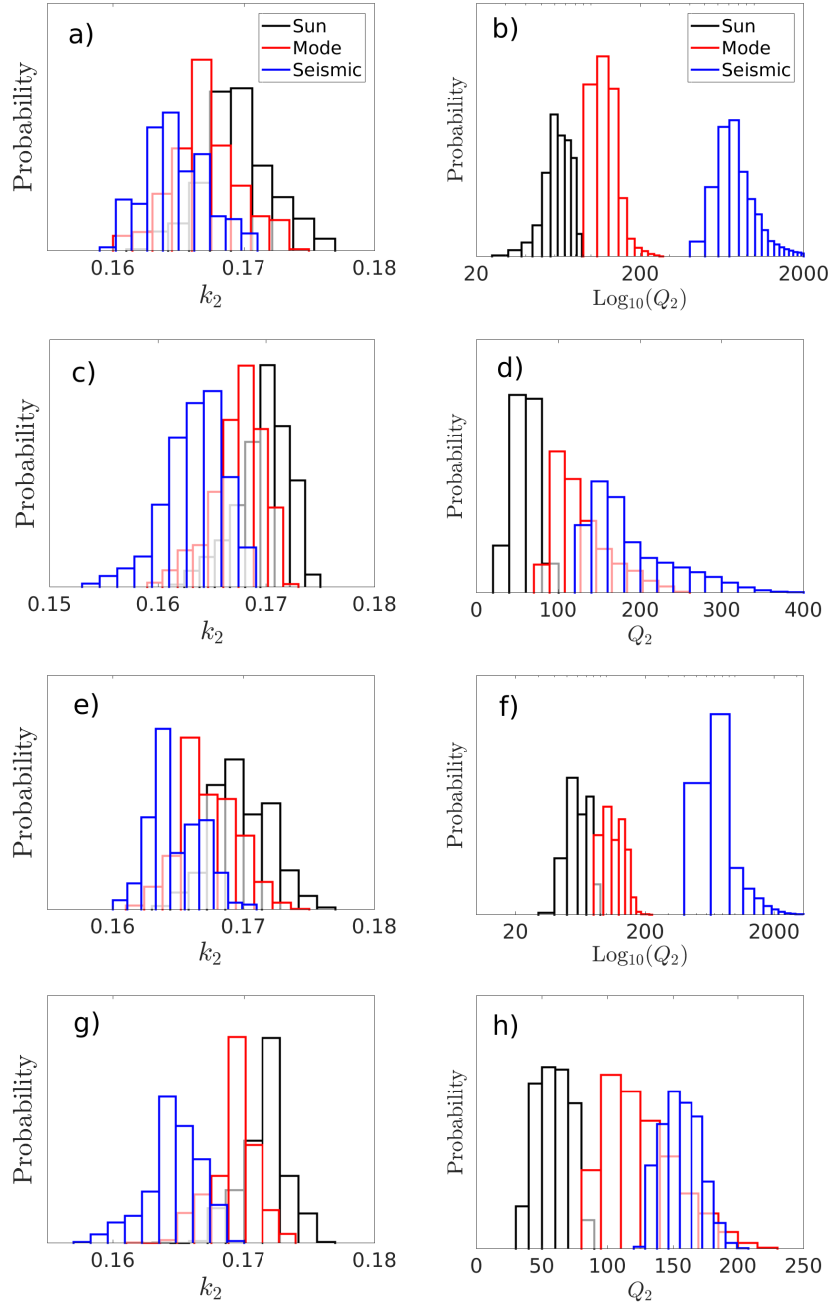 a)
Sun
Mode
Seismic
Probability
0.16 0.17 0.18
k₂
b)
Sun
Mode
Seismic
Probability
20 200 2000
Log₁₀(Q₂)
c)
Probability
0.15 0.16 0.17 0.18
k₂
d)
Probability
0 100 200 300 400
Q₂
e)
Probability
0.16 0.17 0.18
k₂
f)
Probability
20 200 2000
Log₁₀(Q₂)
g)
Probability
0.16 0.17 0.18
k₂
h)
Probability
0 50 100 150 200 250
Q₂